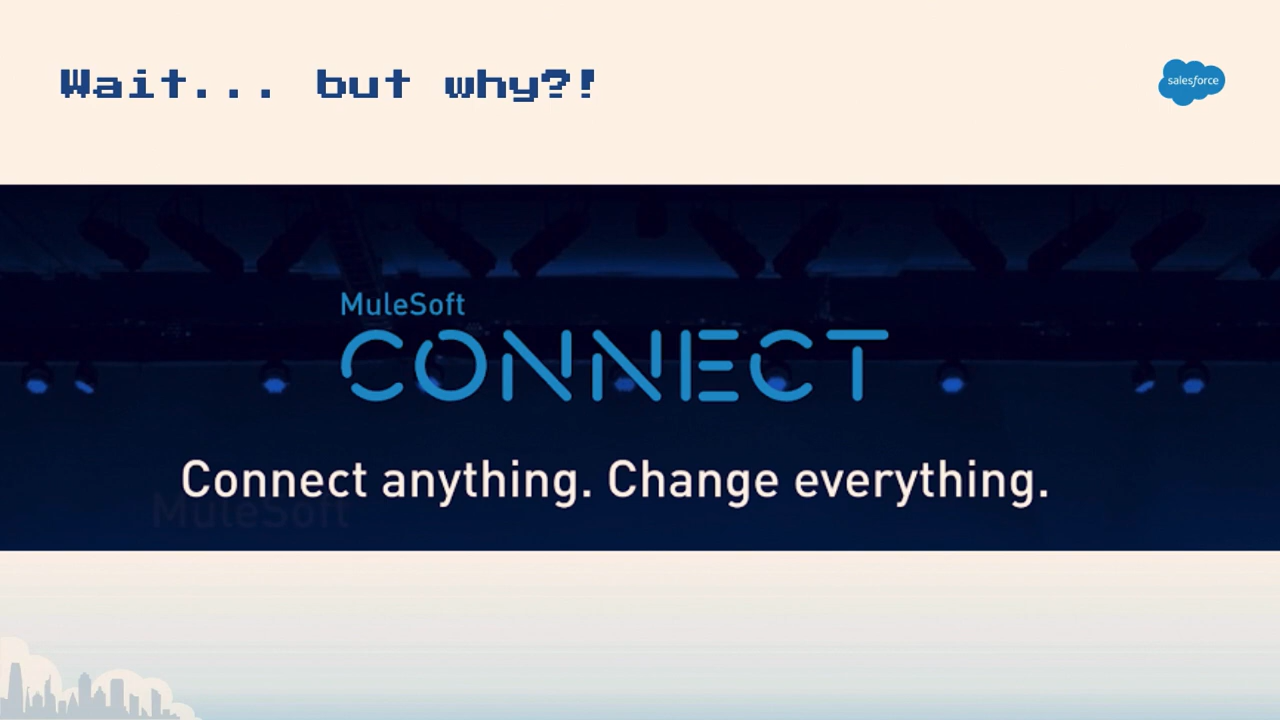 Wait... but why?!
salesforce
MuleSoft
CONNECT
Connect anything. Change everything.
MuleSoft